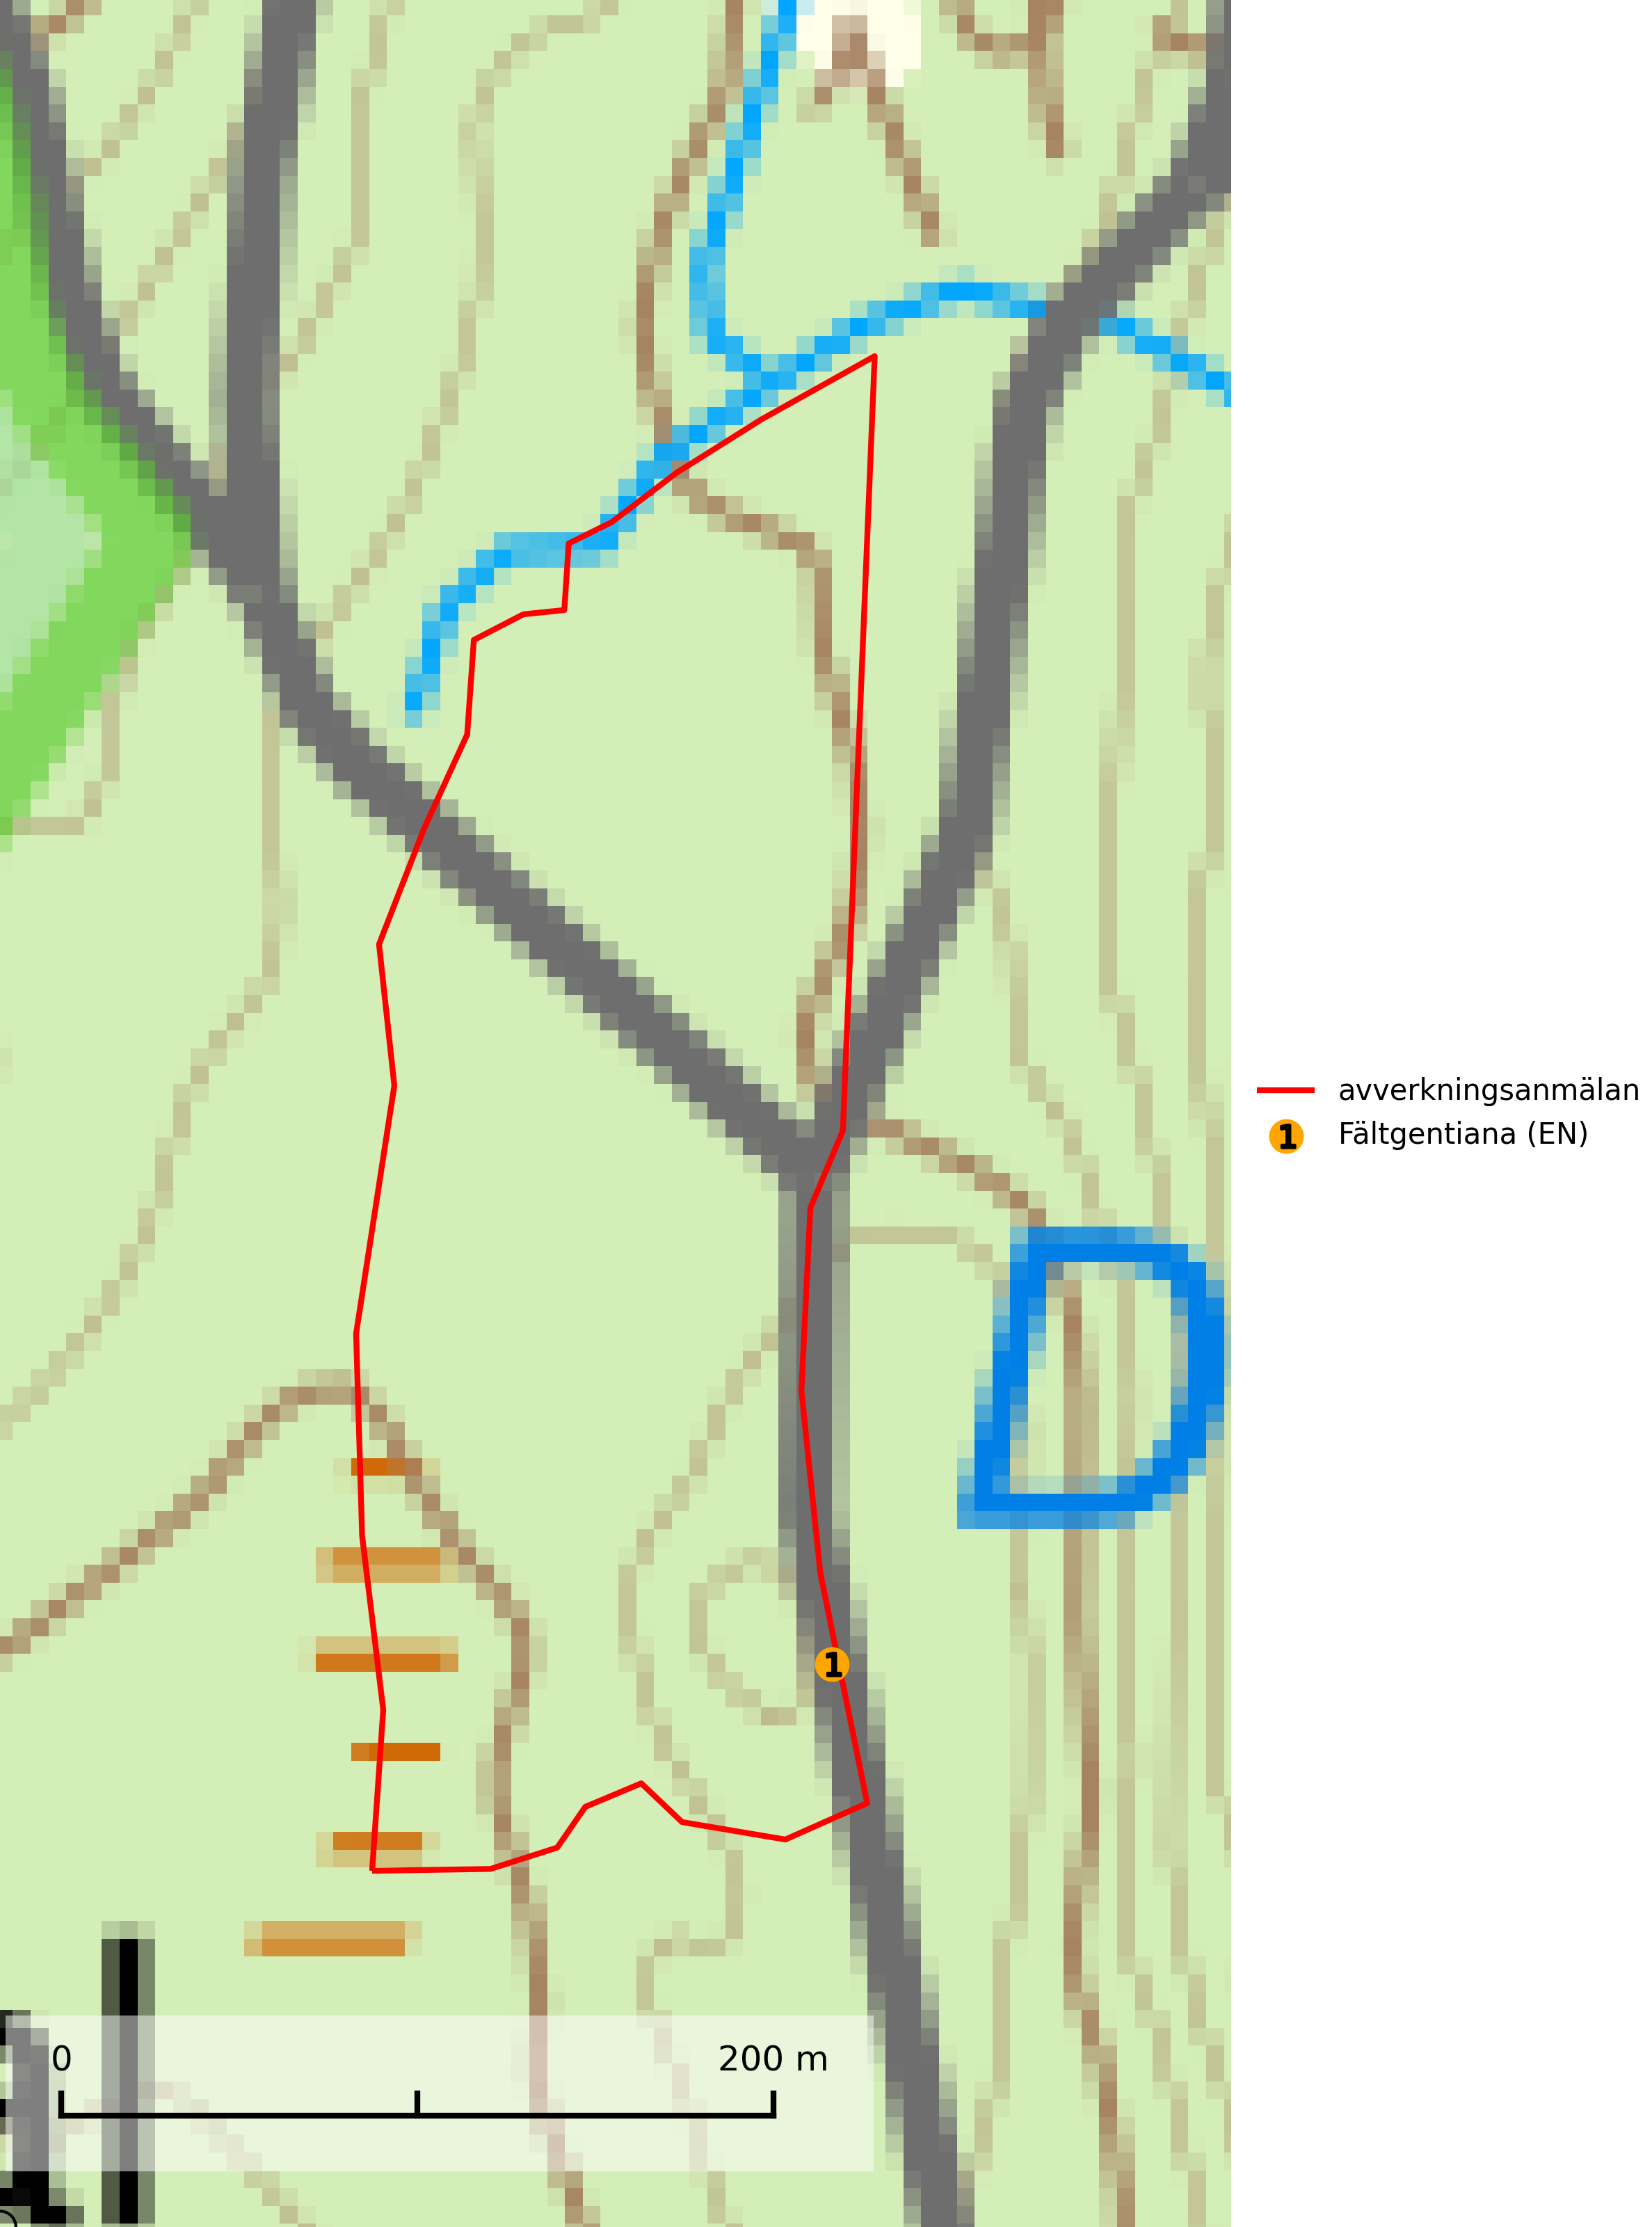 avverkningsanmälan
1 Fältgentiana (EN)
1
0 200 m